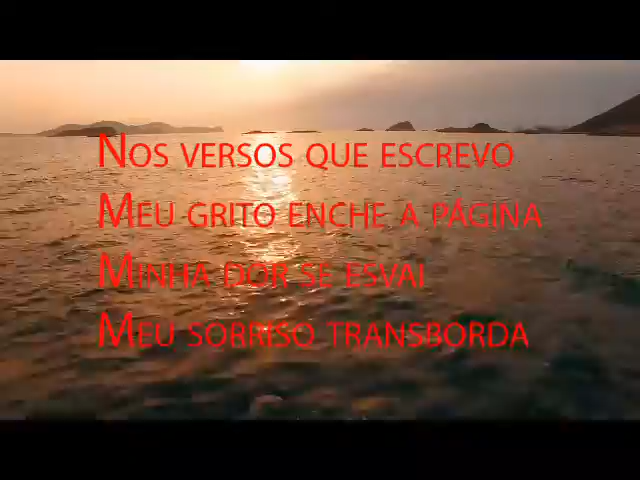 Nos versos que escrevo
Meu grito enche a página
Minha dor se esvai
Meu sorriso transborda